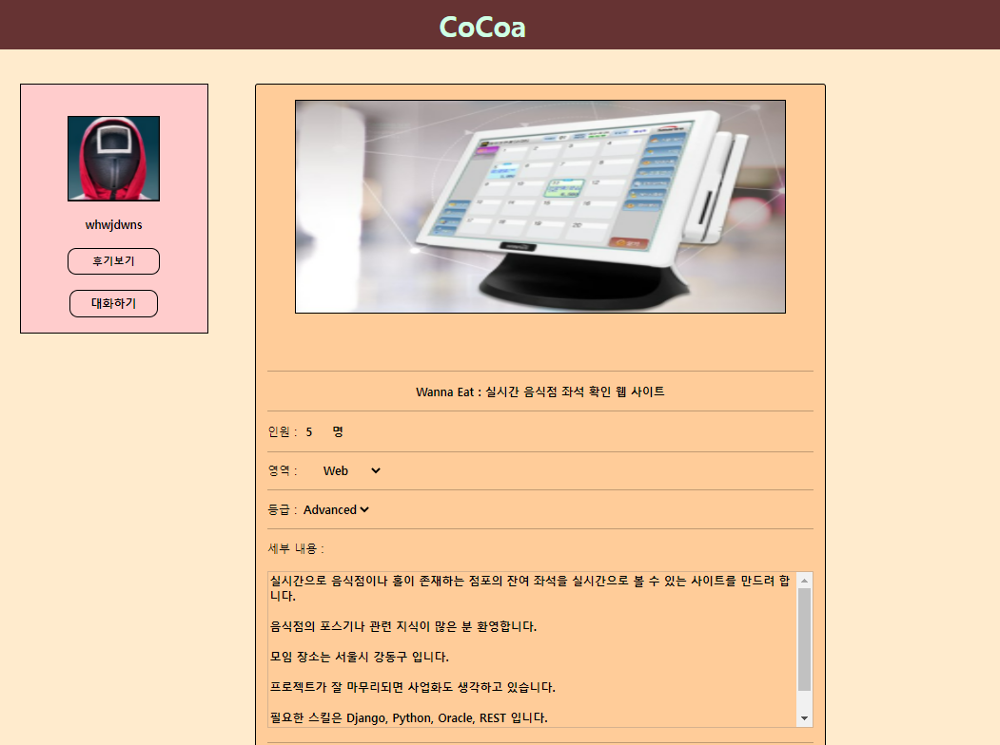 CoCoa
whwjdwns
후기보기
대화하기
Wanna Eat : 실시간 음식점 좌석 확인 웹 사이트
인원 : 5 명
영역 : Web
등급 : Advanced
세부 내용 :
실시간으로 음식점이나 홀이 존재하는 점포의 잔여 좌석을 실시간으로 볼 수 있는 사이트를 만드려 합
니다.
음식점의 포스기나 관련 지식이 많은 분 환영합니다.
모임 장소는 서울시 강동구 입니다.
프로젝트가 잘 마무리되면 사업화도 생각하고 있습니다.
필요한 스킬은 Django, Python, Oracle, REST 입니다.